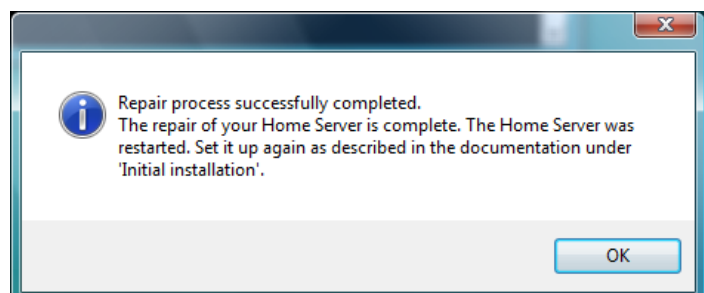 Repair process successfully completed.
The repair of your Home Server is complete. The Home Server was
restarted. Set it up again as described in the documentation under
'Initial installation'.
OK